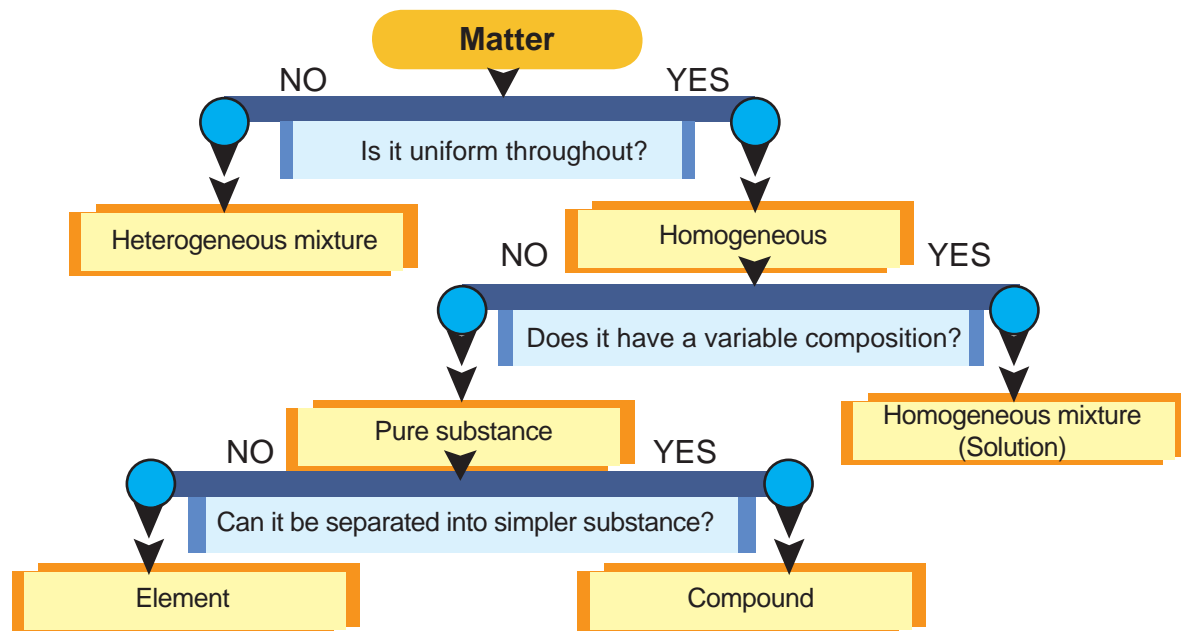 Matter
NO
YES
Is it uniform throughout?
Heterogeneous mixture
Homogeneous
NO
YES
Does it have a variable composition?
Pure substance
Homogeneous mixture
(Solution)
NO
YES
Can it be separated into simpler substance?
Element
Compound